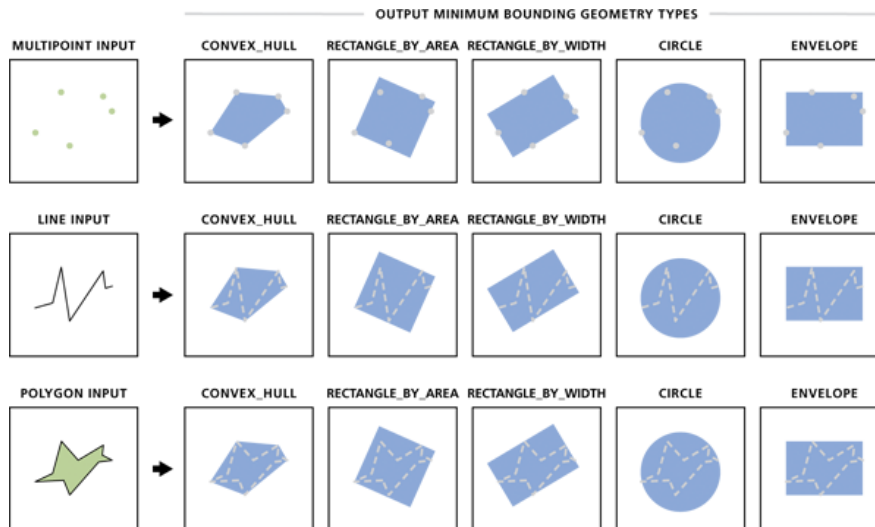 OUTPUT MINIMUM BOUNDING GEOMETRY TYPES
MULTIPOINT INPUT CONVEX_HULL RECTANGLE_BY_AREA RECTANGLE_BY_WIDTH CIRCLE ENVELOPE
LINE INPUT CONVEX_HULL RECTANGLE_BY_AREA RECTANGLE_BY_WIDTH CIRCLE ENVELOPE
POLYGON INPUT CONVEX_HULL RECTANGLE_BY_AREA RECTANGLE_BY_WIDTH CIRCLE ENVELOPE